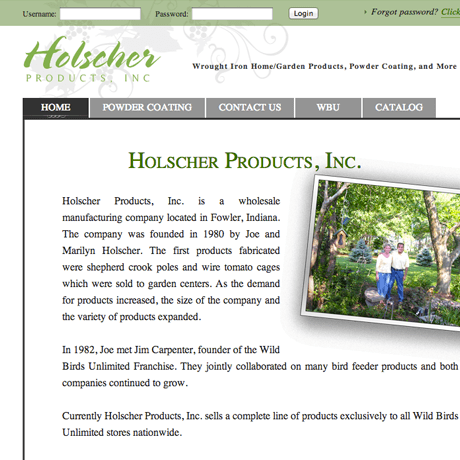 Username: Password: Login Forgot password? Click
Holscher
PRODUCTS, INC
Wrought Iron Home/Garden Products, Powder Coating, and More
HOME POWDER COATING CONTACT US WBU CATALOG
HOLSCHER PRODUCTS, INC.
Holscher Products, Inc. is a wholesale
manufacturing company located in Fowler, Indiana.
The company was founded in 1980 by Joe and
Marilyn Holscher. The first products fabricated
were shepherd crook poles and wire tomato cages
which were sold to garden centers. As the demand
for products increased, the size of the company and
the variety of products expanded.
In 1982, Joe met Jim Carpenter, founder of the Wild
Birds Unlimited Franchise. They jointly collaborated on many bird feeder products and both
companies continued to grow.
Currently Holscher Products, Inc. sells a complete line of products exclusively to all Wild Birds
Unlimited stores nationwide.